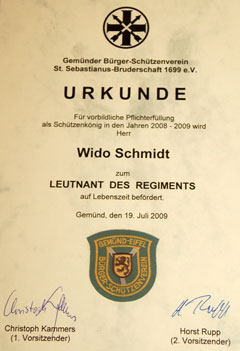 Gemünder Bürger-Schützenverein
St. Sebastianus-Bruderschaft 1699 e.V.
URKUNDE
Für vorbildliche Pflichterfüllung
als Schützenkönig in den Jahren 2008 - 2009 wird
Herr
Wido Schmidt
zum
LEUTNANT DES REGIMENTS
auf Lebenszeit befördert.
Gemünd, den 19. Juli 2009
GEMÜND-EIFEL
BÜRGER-SCHÜTZENVEREIN
Christoph Kammers
(1. Vorsitzender)
Horst Rupp
(2. Vorsitzender)